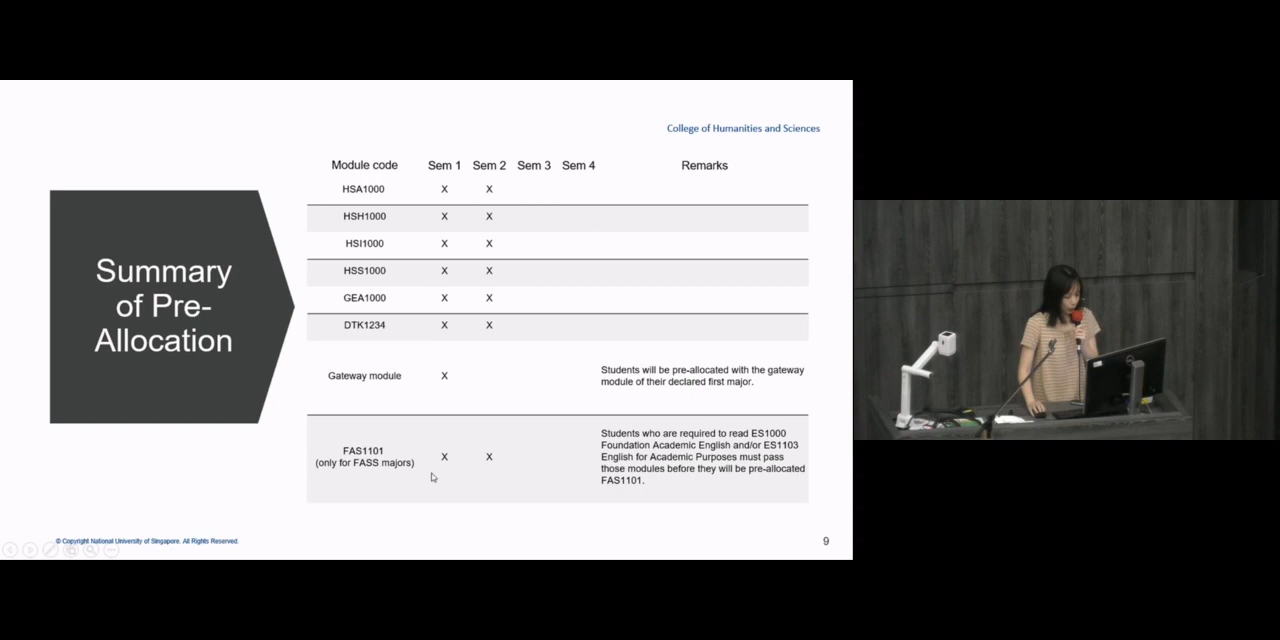 College of Humanities and Sciences
Summary
of Pre-
Allocation
Module code Sem 1 Sem 2 Sem 3 Sem 4 Remarks
HSA1000 X X
HSH1000 X X
HSI1000 X X
HSS1000 X X
GEA1000 X X
DTK1234 X X
Gateway module X
Students will be pre-allocated with the gateway
module of their declared first major.
FAS1101
(only for FASS majors) X X
Students who are required to read ES1000
Foundation Academic English and/or ES1103
English for Academic Purposes must pass
those modules before they will be pre-allocated
FAS1101.
© Copyright National University of Singapore. All Rights Reserved.
9